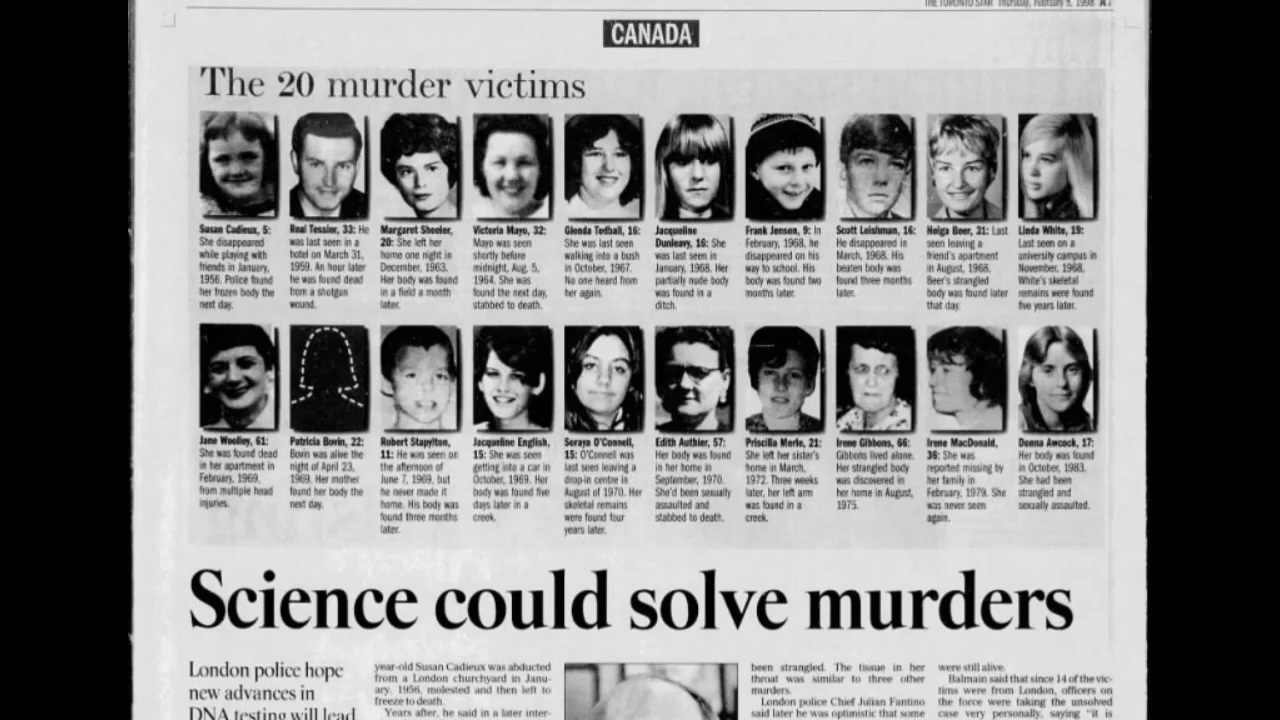 THE TORONTO STAR Thursday, February 5, 1998 A7
CANADA
The 20 murder victims
Susan Cadieux, 5:
She disappeared
while playing with
friends in January,
1956. Police found
her frozen body the
next day.
Real Tessier, 33: He
was last seen in a
hotel on March 31,
1959. An hour later
he was found dead
from a shotgun
wound.
Margaret Sheeler,
20: She left her
home one night in
December, 1963.
Her body was found
in a field a month
later.
Victoria Mayo, 32:
Mayo was seen
shortly before
midnight, Aug. 5,
1964. She was
found the next day,
stabbed to death.
Glenda Tedball, 16:
She was last seen
walking into a bush
in October, 1967.
No one heard from
her again.
Jacqueline
Dunleavy, 16: She
was last seen in
January, 1968. Her
partially nude body
was found in a
ditch.
Frank Jensen, 9: In
February, 1968, he
disappeared on his
way to school. His
body was found two
months later.
Scott Leishman, 16:
He disappeared in
March, 1968. His
beaten body was
found three months
later.
Helga Beer, 31: Last
seen leaving a
friend's apartment
in August, 1968,
Beer's strangled
body was found later
that day.
Linda White, 19:
Last seen on a
university campus in
November, 1968,
White's skeletal
remains were found
five years later.
Jane Woolley, 61:
She was found dead
in her apartment in
February, 1969,
from multiple head
injuries.
Patricia Bovin, 22:
Bovin was alive the
night of April 23,
1969. Her mother
found her body the
next day.
Robert Stapylton,
11: He was seen on
the afternoon of
June 7, 1969, but
he never made it
home. His body was
found three months
later.
Jacqueline English,
15: She was seen
getting into a car in
October, 1969. Her
body was found five
days later in a
creek.
Soraya O'Connell,
15: O'Connell was
last seen leaving a
drop-in centre in
August of 1970. Her
skeletal remains
were found four
years later.
Edith Authier, 57:
Her body was found
in her home in
September, 1970.
She'd been sexually
assaulted and
stabbed to death.
Priscilla Merle, 21:
She left her sister's
home in March,
1972. Three weeks
later, her left arm
was found in a
creek.
Irene Gibbons, 66:
Gibbons lived alone.
Her strangled body
was discovered in
her home in August,
1975.
Irene MacDonald,
36: She was
reported missing by
her family in
February, 1979. She
was never seen
again.
Donna Awcock, 17:
Her body was found
in October, 1983.
She had been
strangled and
sexually assaulted.
Science could solve murders
London police hope
new advances in
DNA testing will lead
year-old Susan Cadieux was abducted
from a London churchyard in Janu-
ary, 1956, molested and then left to
freeze to death.
Years after, he said in a later inter-
been strangled. The tissue in her
throat was similar to three other
murders.
London police Chief Julian Fantino
said later he was optimistic that some
were still alive.
Balmain said that since 14 of the vic-
tims were from London, officers on
the force were taking the unsolved
case very personally, saying "it is